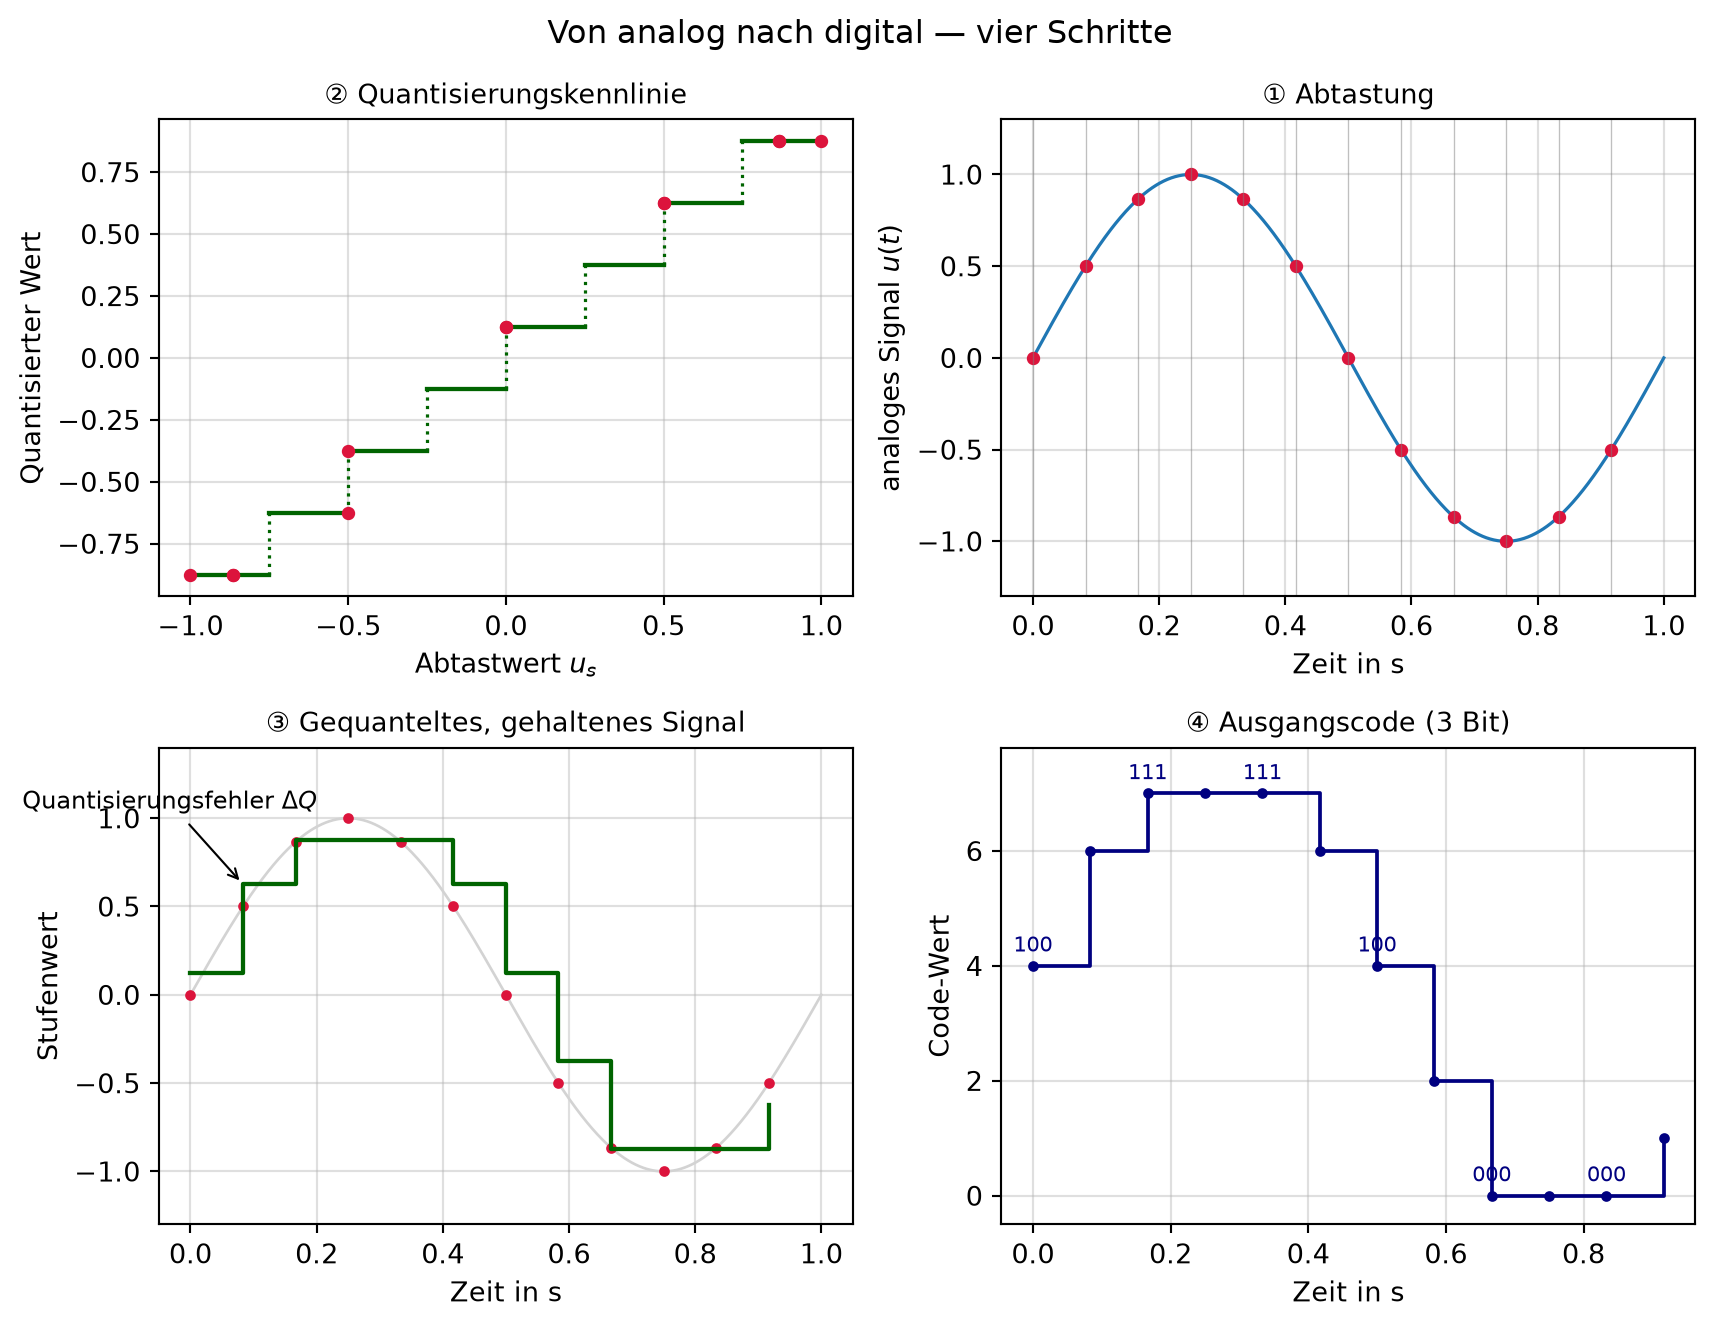 Von analog nach digital — vier Schritte
② Quantisierungskennlinie
0.75
0.50
0.25
0.00
−0.25
−0.50
−0.75
Quantisierter Wert
−1.0 −0.5 0.0 0.5 1.0
Abtastwert u_s
① Abtastung
1.0
0.5
0.0
−0.5
−1.0
analoges Signal u(t)
0.0 0.2 0.4 0.6 0.8 1.0
Zeit in s
③ Gequanteltes, gehaltenes Signal
Quantisierungsfehler ΔQ
1.0
0.5
0.0
−0.5
−1.0
Stufenwert
0.0 0.2 0.4 0.6 0.8 1.0
Zeit in s
④ Ausgangscode (3 Bit)
111 111
6
100 100
4
2
000 000
0
Code-Wert
0.0 0.2 0.4 0.6 0.8
Zeit in s